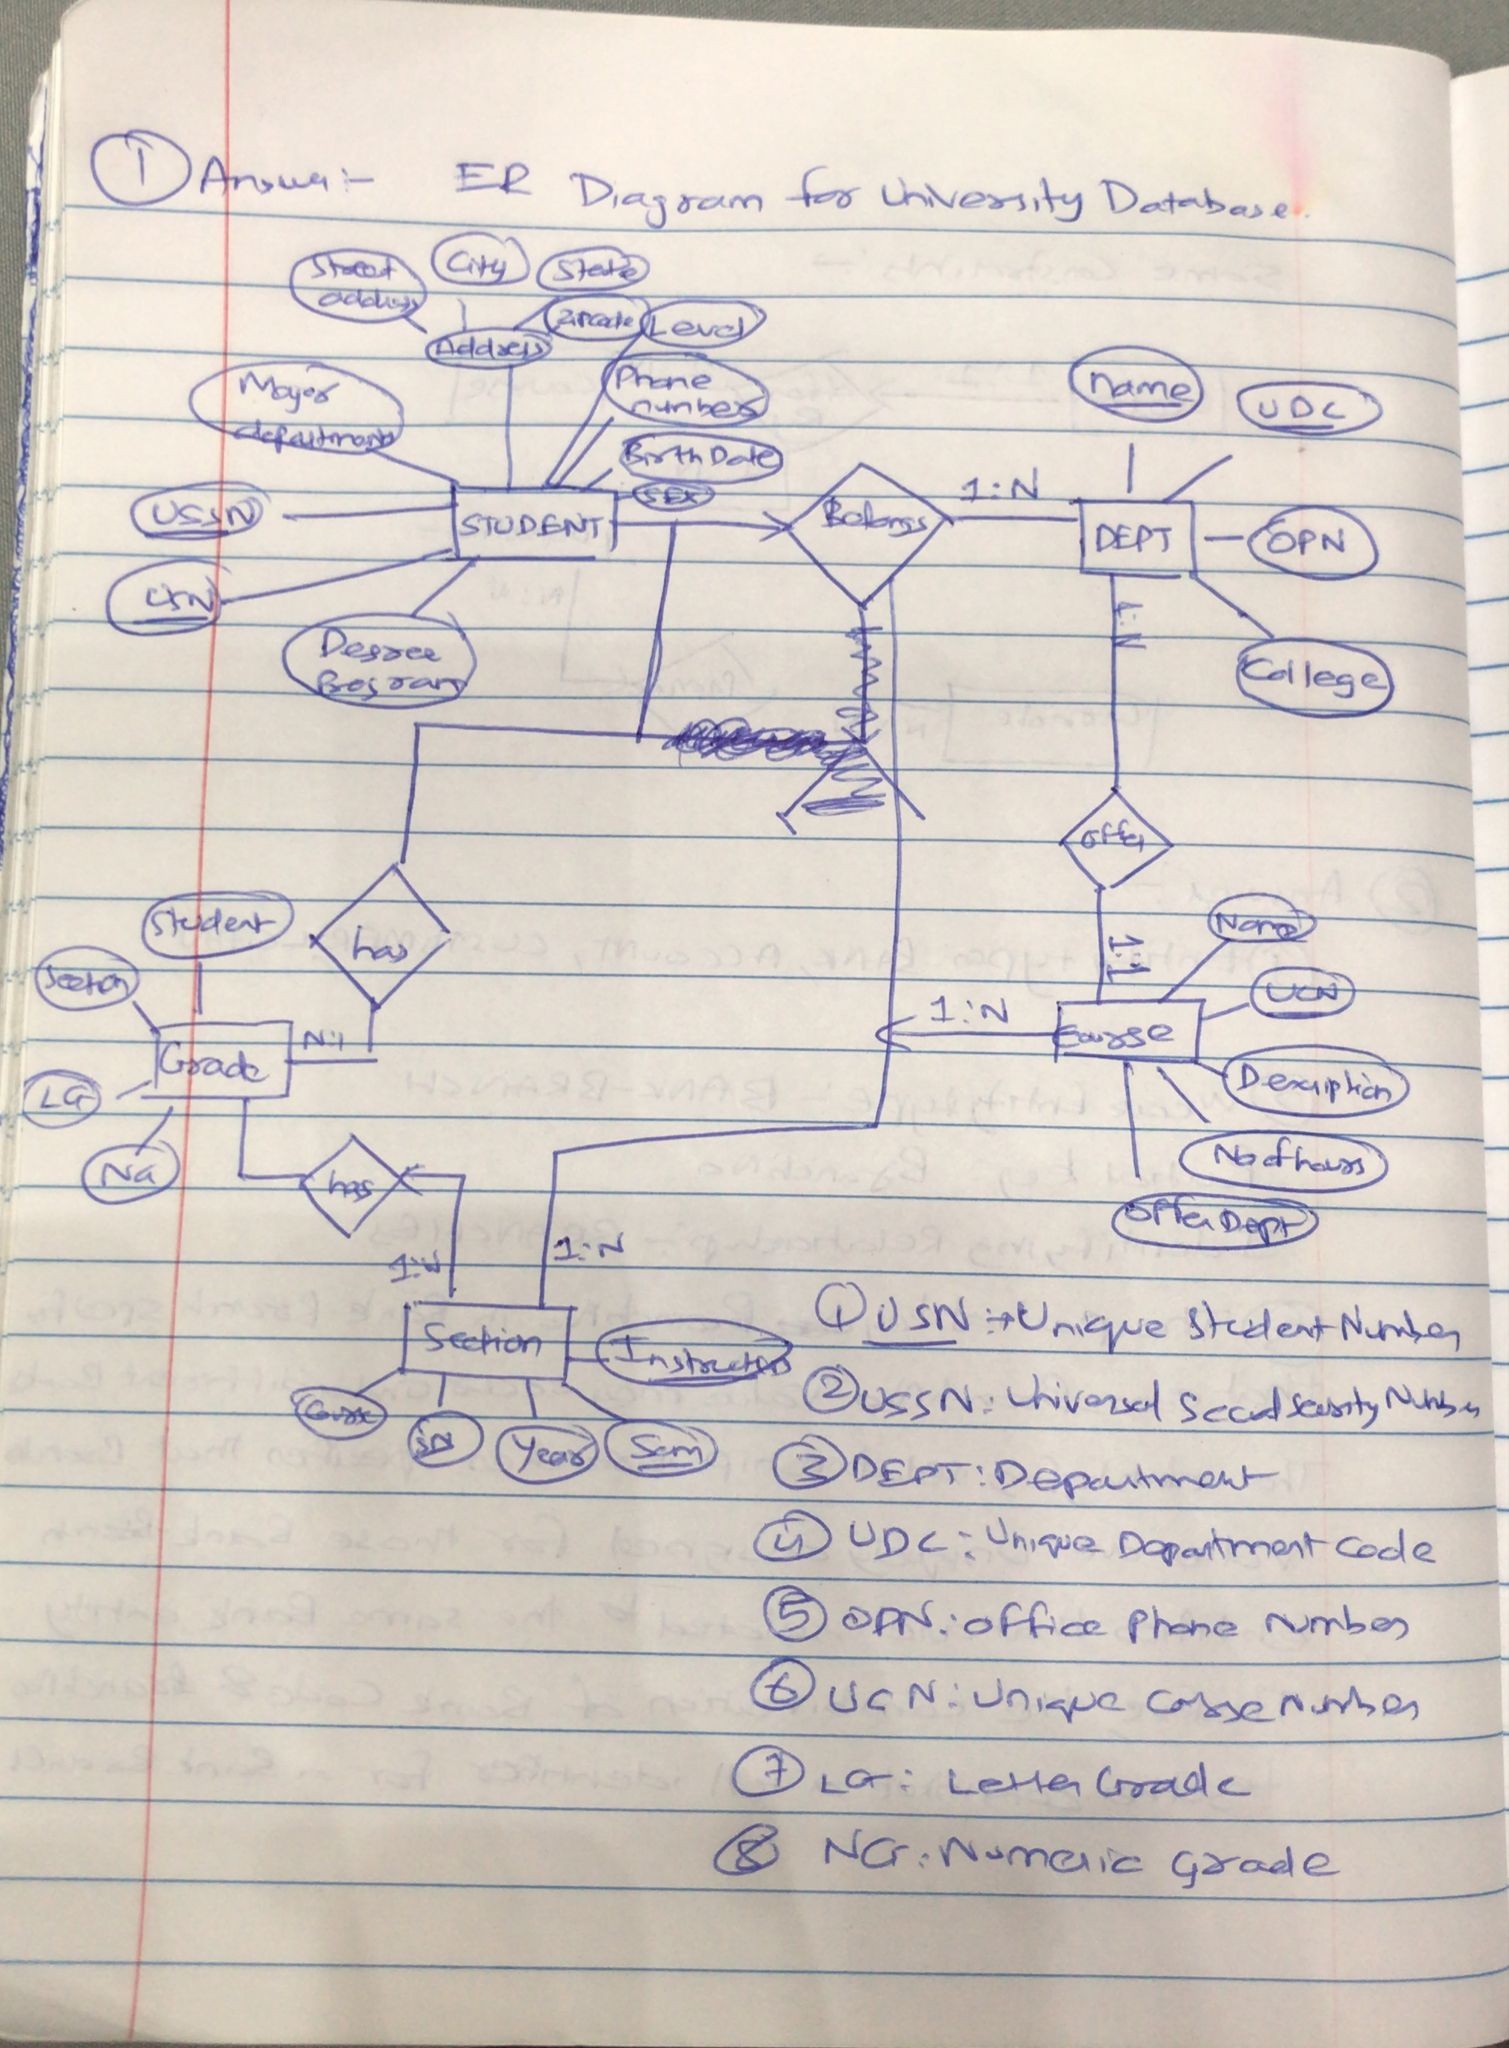 1 Answer:- ER Diagram for University Database.
Street address
City
State
Zipcode
Level
Address
Phone number
Major department
Birth Date
SEX
name
UDC
USSN
STUDENT
Belongs
1:N
DEPT
OPN
USN
Degree Program
1:N
College
offer
Student
has
Name
Section
1:1
UCN
Grade
N:1
1:N
Course
LG
Description
NG
has
No of hours
offer Dept
1:N
1:N
Section
Instructor
Course
SN
Year
Sem
1 USN :→ Unique Student Number
2 USSN : Universal Social Security Number
3 DEPT : Department
4 UDC : Unique Department Code
5 OPN : office Phone Number
6 UCN : Unique Course Number
7 LG : Letter Grade
8 NG : Numeric Grade